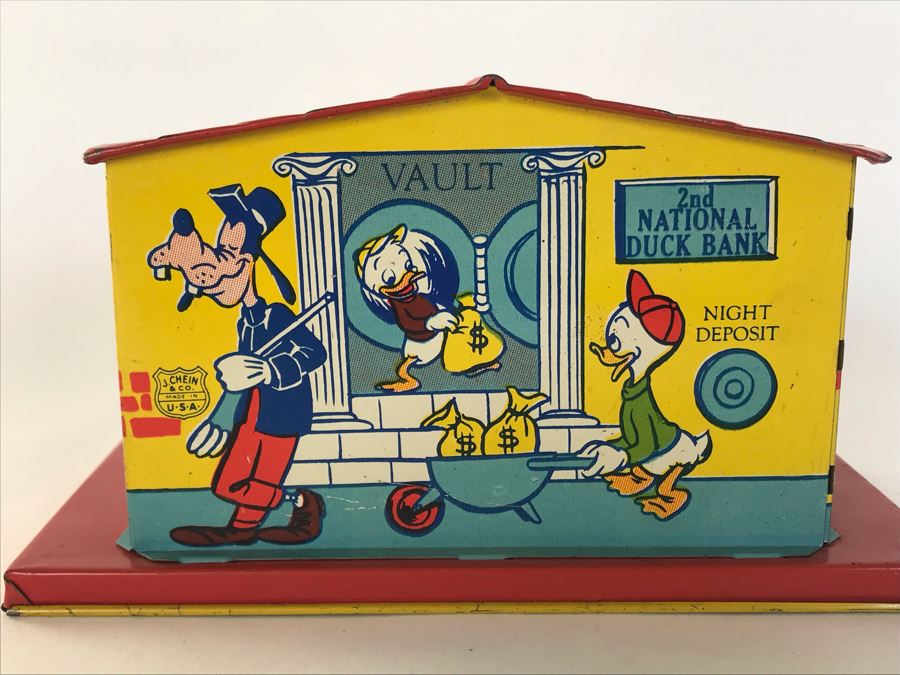 VAULT
2nd
NATIONAL
DUCK BANK
NIGHT
DEPOSIT
J. CHEIN
& CO.
MADE IN
U·S·A·
$
$
$